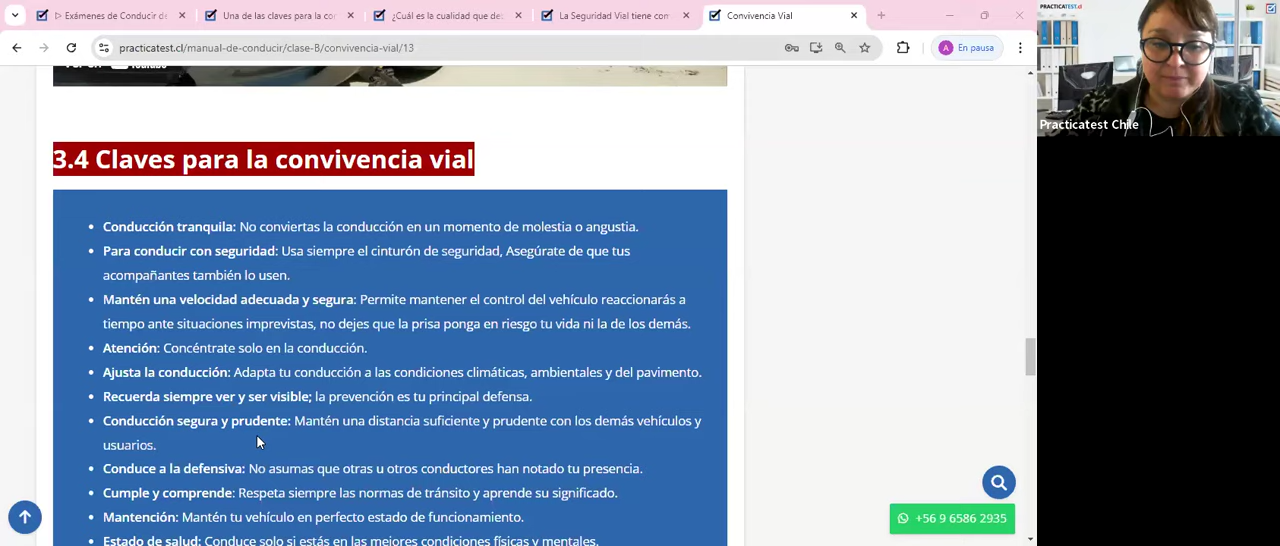 ▷ Exámenes de Conducir de
Una de las claves para la con
¿Cuál es la cualidad que de
La Seguridad Vial tiene com
Convivencia Vial
practicatest.cl/manual-de-conducir/clase-B/convivencia-vial/13
A
En pausa
PRACTICATEST.cl
Practicatest Chile
3.4 Claves para la convivencia vial
• Conducción tranquila: No conviertas la conducción en un momento de molestia o angustia.
• Para conducir con seguridad: Usa siempre el cinturón de seguridad, Asegúrate de que tus
acompañantes también lo usen.
• Mantén una velocidad adecuada y segura: Permite mantener el control del vehículo reaccionarás a
tiempo ante situaciones imprevistas, no dejes que la prisa ponga en riesgo tu vida ni la de los demás.
• Atención: Concéntrate solo en la conducción.
• Ajusta la conducción: Adapta tu conducción a las condiciones climáticas, ambientales y del pavimento.
• Recuerda siempre ver y ser visible; la prevención es tu principal defensa.
• Conducción segura y prudente: Mantén una distancia suficiente y prudente con los demás vehículos y
usuarios.
• Conduce a la defensiva: No asumas que otras u otros conductores han notado tu presencia.
• Cumple y comprende: Respeta siempre las normas de tránsito y aprende su significado.
• Mantención: Mantén tu vehículo en perfecto estado de funcionamiento.
• Estado de salud: Conduce solo si estás en las mejores condiciones físicas y mentales.
+56 9 6586 2935